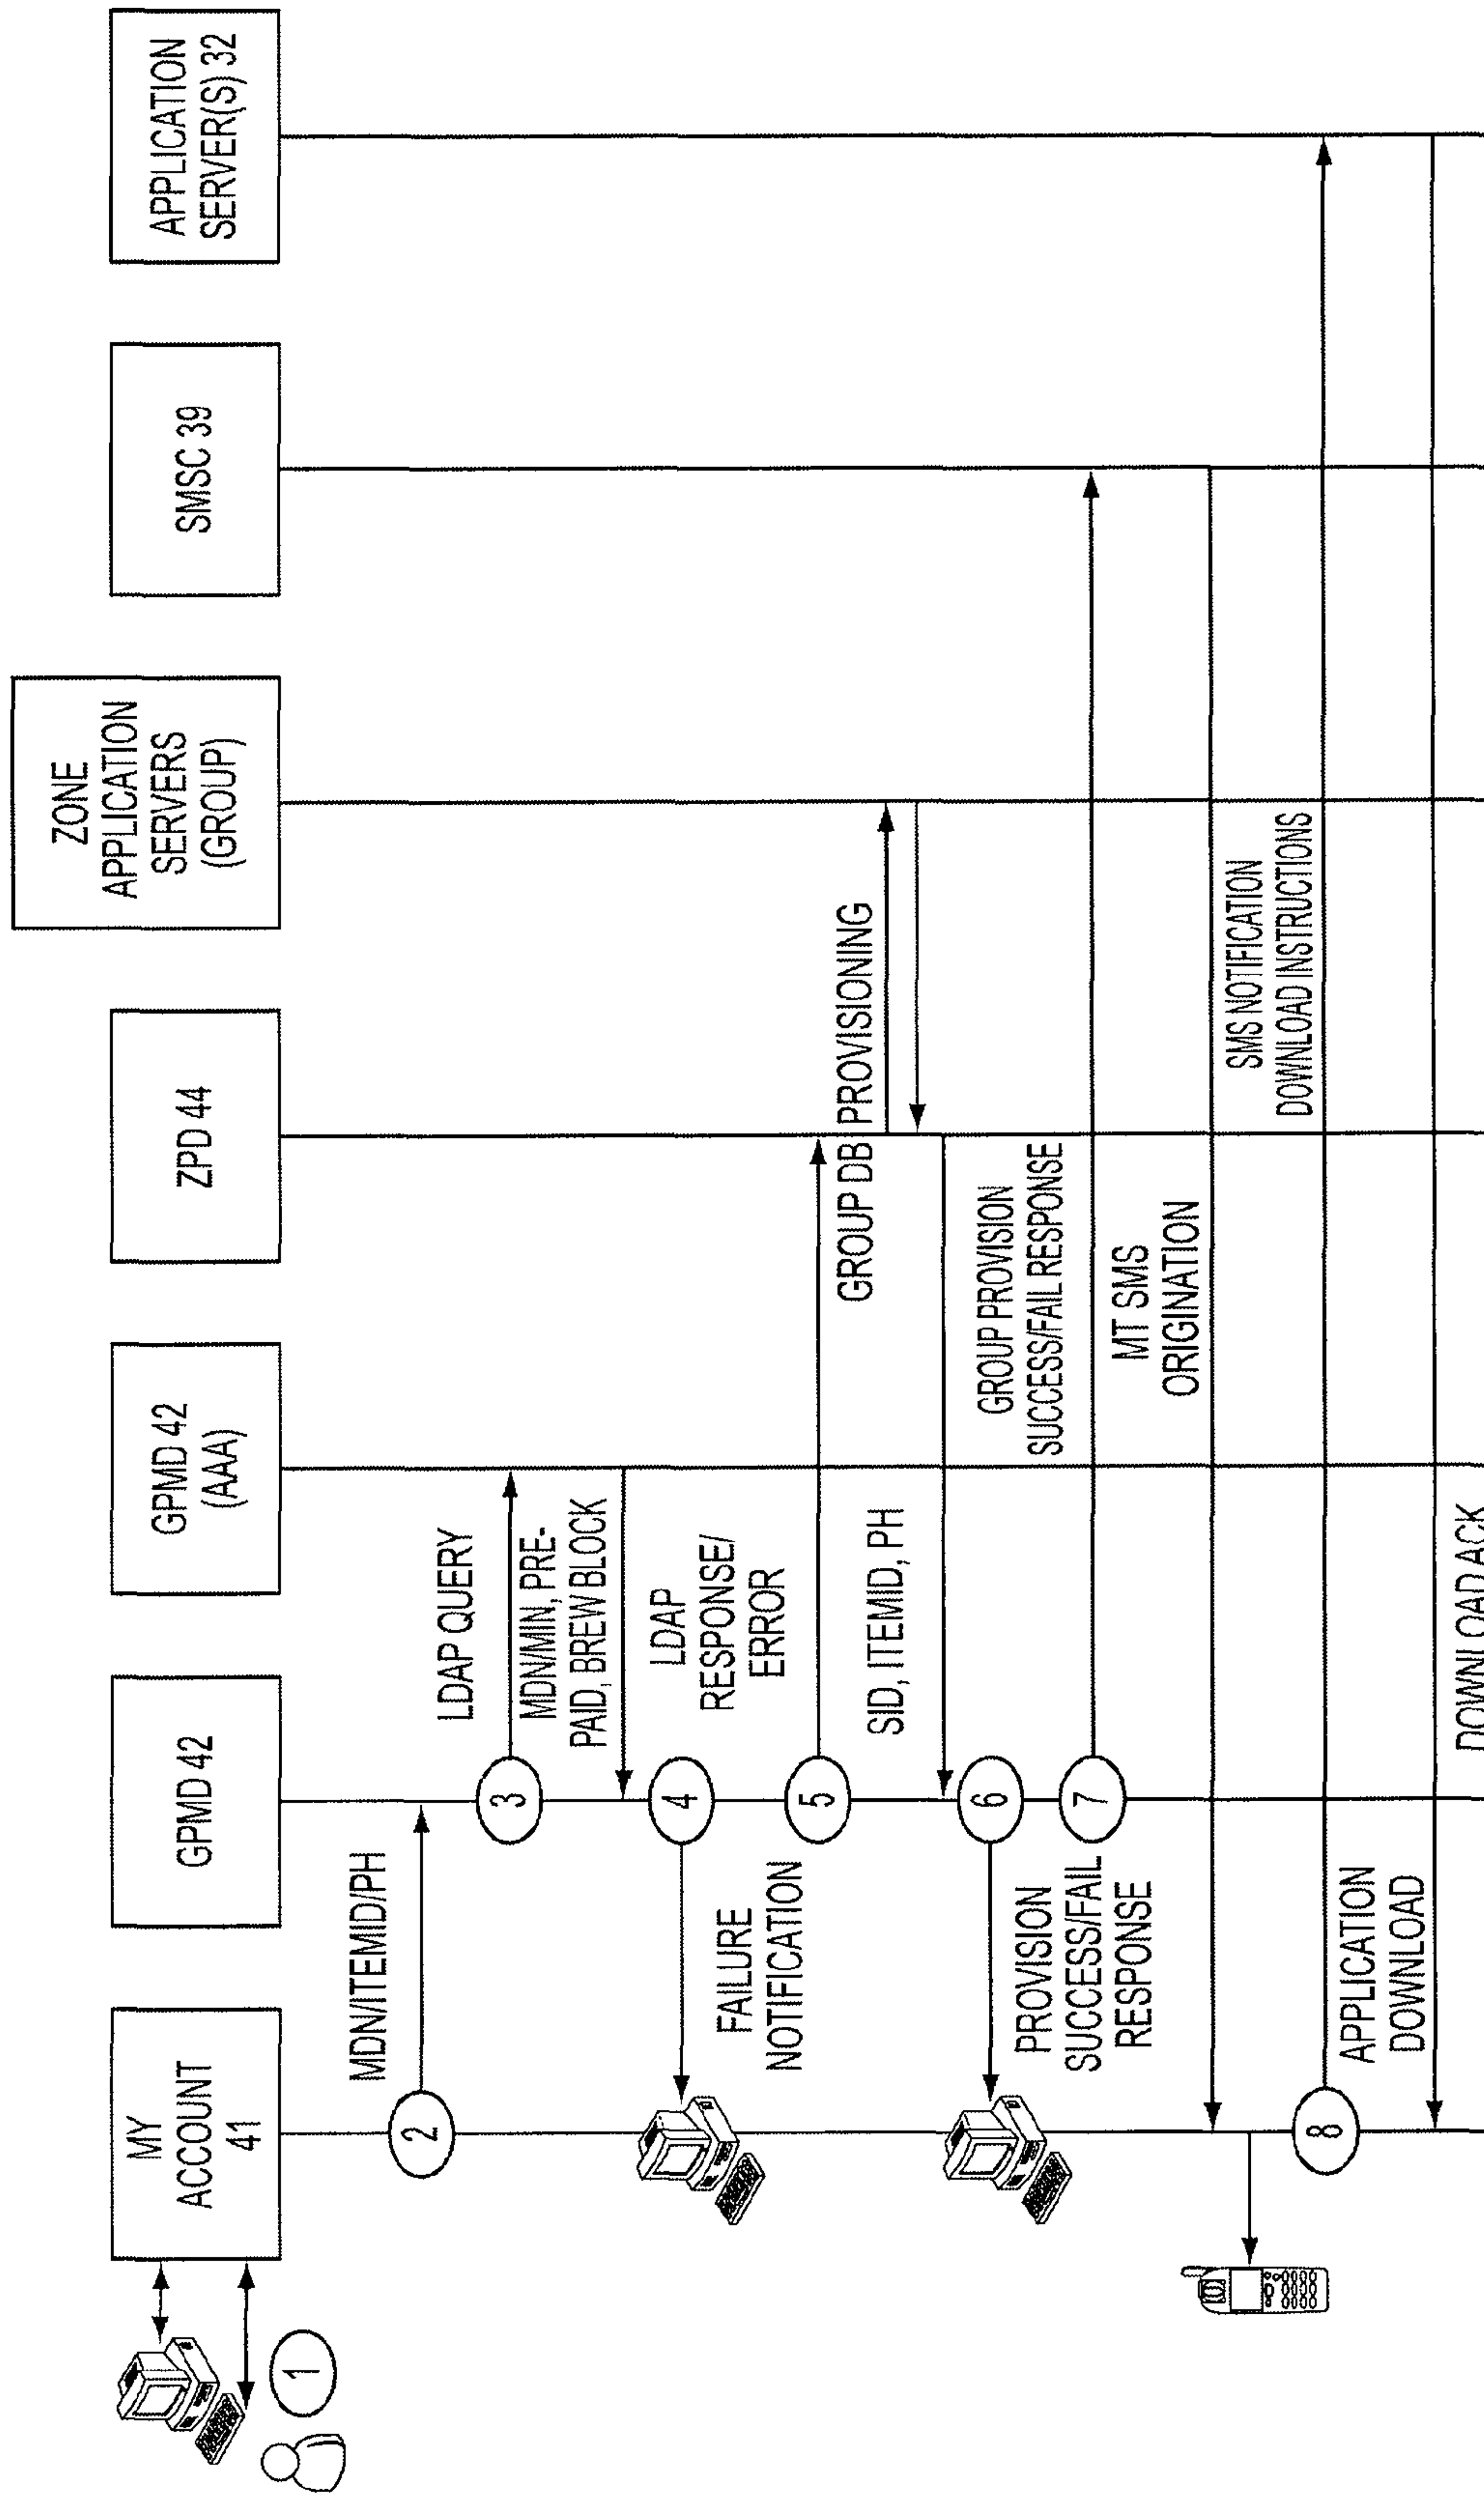 MY
ACCOUNT
41
GPMD 42
GPMD 42
(AAA)
ZPD 44
ZONE
APPLICATION
SERVERS
(GROUP)
SMSC 39
APPLICATION
SERVER(S) 32
1
2
MDN/ITEMID/PH
3
LDAP QUERY
MDN/MIN, PRE-
PAID, BREW BLOCK
4
LDAP
RESPONSE/
ERROR
FAILURE
NOTIFICATION
5
GROUP DB PROVISIONING
SID, ITEMID, PH
6
GROUP PROVISION
SUCCESS/FAIL RESPONSE
PROVISION
SUCCESS/FAIL
RESPONSE
7
MT SMS
ORIGINATION
SMS NOTIFICATION
DOWNLOAD INSTRUCTIONS
8
APPLICATION
DOWNLOAD
DOWNLOAD ACK